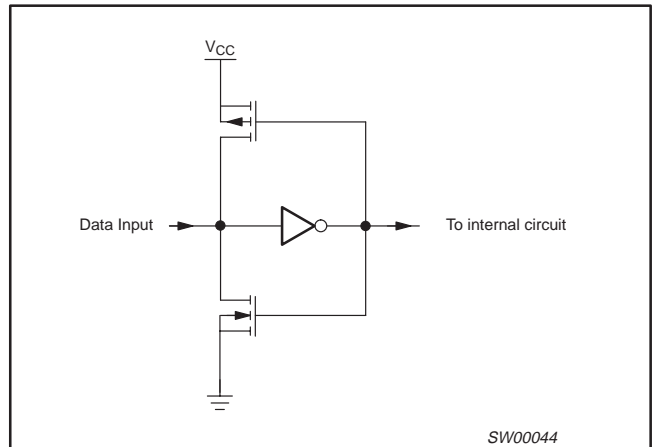 VCC
Data Input
To internal circuit
SW00044